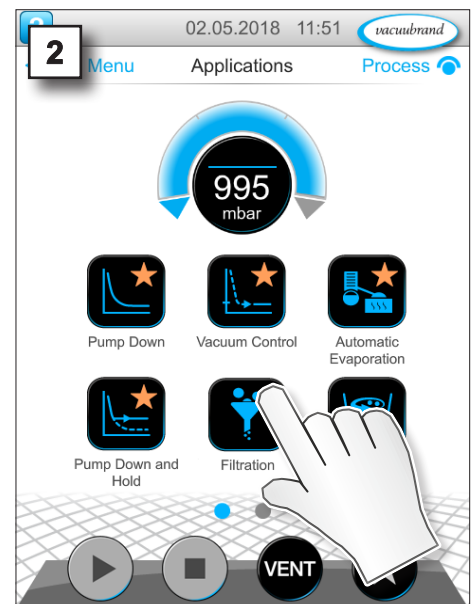 02.05.2018 11:51 vacuubrand
2
Menu Applications Process
995
mbar
Pump Down Vacuum Control Automatic
Evaporation
Pump Down and
Hold
Filtration
VENT